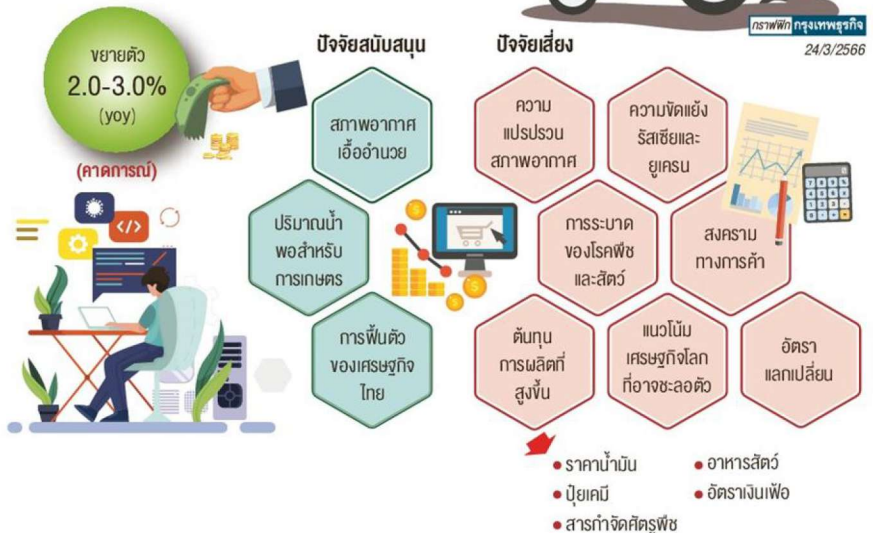 กราฟฟิก กรุงเทพธุรกิจ
24/3/2566
ขยายตัว
2.0-3.0%
(yoy)
(คาดการณ์)
ปัจจัยสนับสนุน
สภาพอากาศ
เอื้ออำนวย
ปริมาณน้ำ
พอสำหรับ
การเกษตร
การฟื้นตัว
ของเศรษฐกิจ
ไทย
ปัจจัยเสี่ยง
ความ
แปรปรวน
สภาพอากาศ
ความขัดแย้ง
รัสเซียและ
ยูเครน
การระบาด
ของโรคพืช
และสัตว์
สงคราม
ทางการค้า
ต้นทุน
การผลิตที่
สูงขึ้น
แนวโน้ม
เศรษฐกิจโลก
ที่อาจชะลอตัว
อัตรา
แลกเปลี่ยน
• ราคาน้ำมัน
• ปุ๋ยเคมี
• สารกำจัดศัตรูพืช
• อาหารสัตว์
• อัตราเงินเฟ้อ